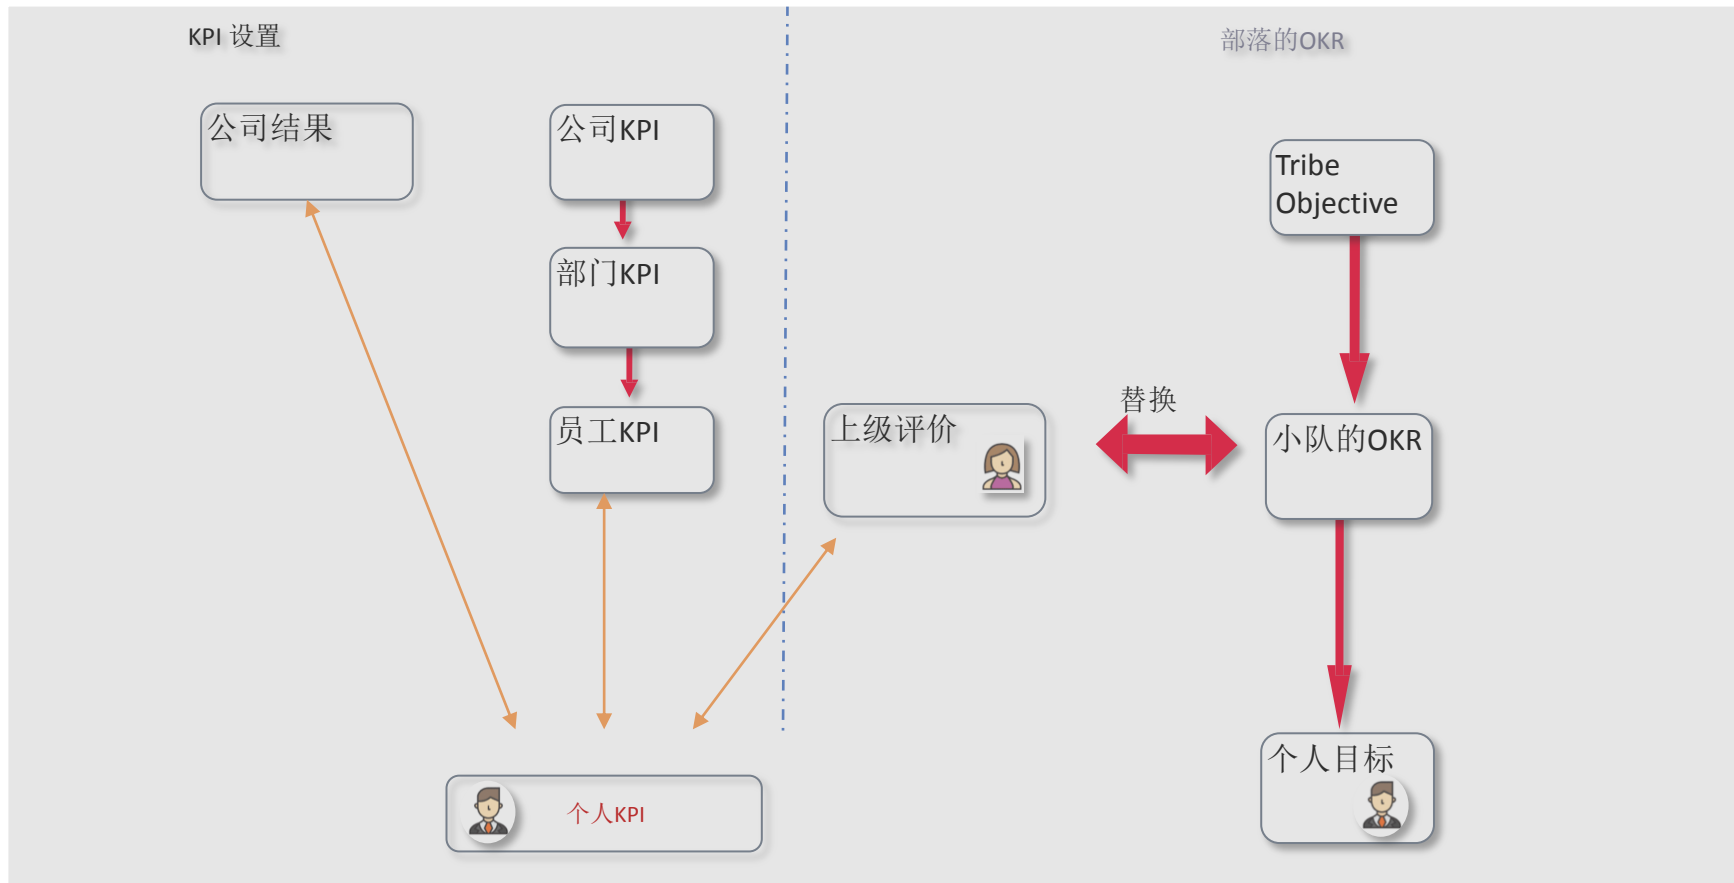 KPI 设置
部落的OKR
公司结果
公司KPI
Tribe
Objective
部门KPI
替换
员工KPI
上级评价
小队的OKR
个人目标
个人KPI